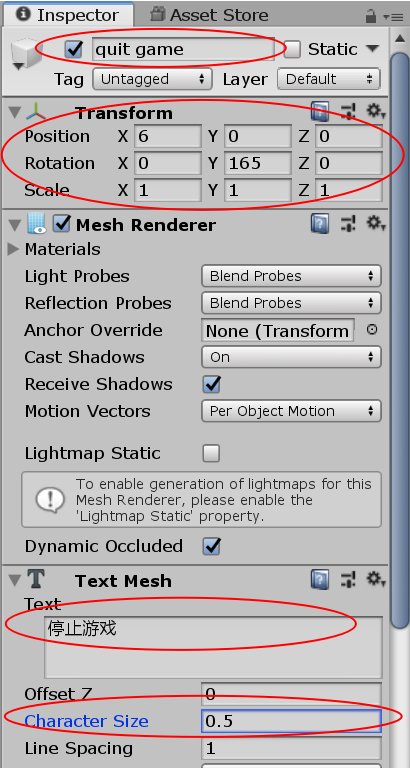 Inspector Asset Store
quit game Static
Tag Untagged Layer Default
Transform
Position X 6 Y 0 Z 0
Rotation X 0 Y 165 Z 0
Scale X 1 Y 1 Z 1
Mesh Renderer
Materials
Light Probes Blend Probes
Reflection Probes Blend Probes
Anchor Override None (Transform
Cast Shadows On
Receive Shadows
Motion Vectors Per Object Motion
Lightmap Static
To enable generation of lightmaps for this
Mesh Renderer, please enable the
'Lightmap Static' property.
Dynamic Occluded
Text Mesh
Text
停止游戏
Offset Z 0
Character Size 0.5
Line Spacing 1